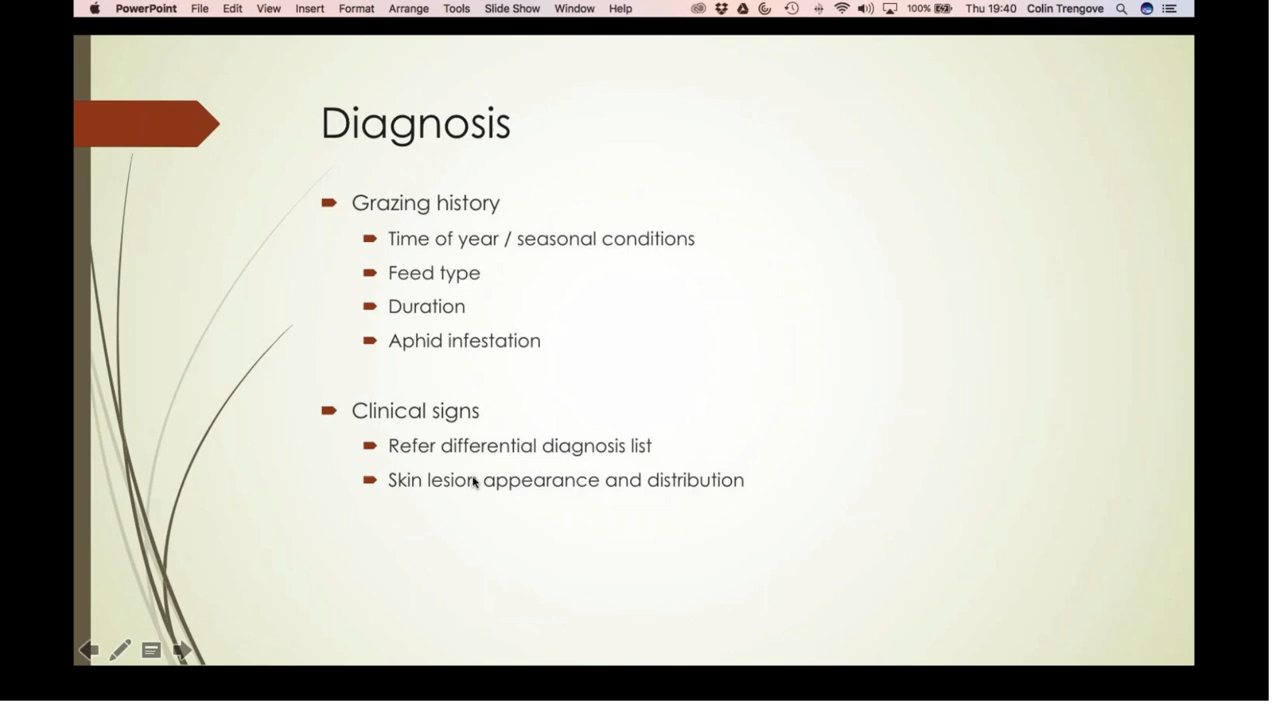 PowerPoint File Edit View Insert Format Arrange Tools Slide Show Window Help 100% Thu 19:40 Colin Trengove
Diagnosis
Grazing history
Time of year / seasonal conditions
Feed type
Duration
Aphid infestation
Clinical signs
Refer differential diagnosis list
Skin lesion appearance and distribution